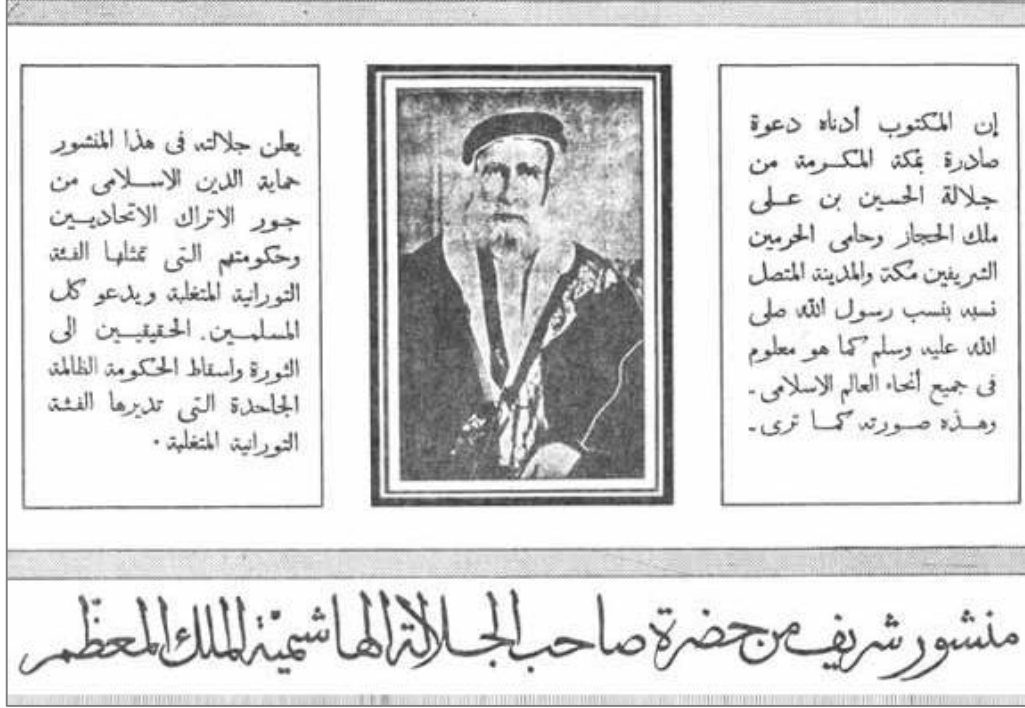 إن المكتوب أدناه دعوة
صادرة بمكة المكرمة من
جلالة الحسين بن على
ملك الحجاز وحامى الحرمين
الشريفين مكة والمدينة المتصل
نسبه بنسب رسول الله صلى
الله عليه وسلم كما هو معلوم
فى جميع أنحاء العالم الاسلامى -
وهذه صورته كما ترى -
يعلن جلالته فى هذا المنشور
حماية الدين الاسلامى من
جور الاتراك الاتحاديين
وحكومتهم التى تمثلها الفئة
التورانية المتغلبة ويدعو كل
المسلمين الحقيقيين الى
الثورة واسقاط الحكومة الظالمة
الجاحدة التى تديرها الفئة
التورانية المتغلبة .
منشور شريف من حضرة صاحب الجلالة الهاشمية الملك المعظّم